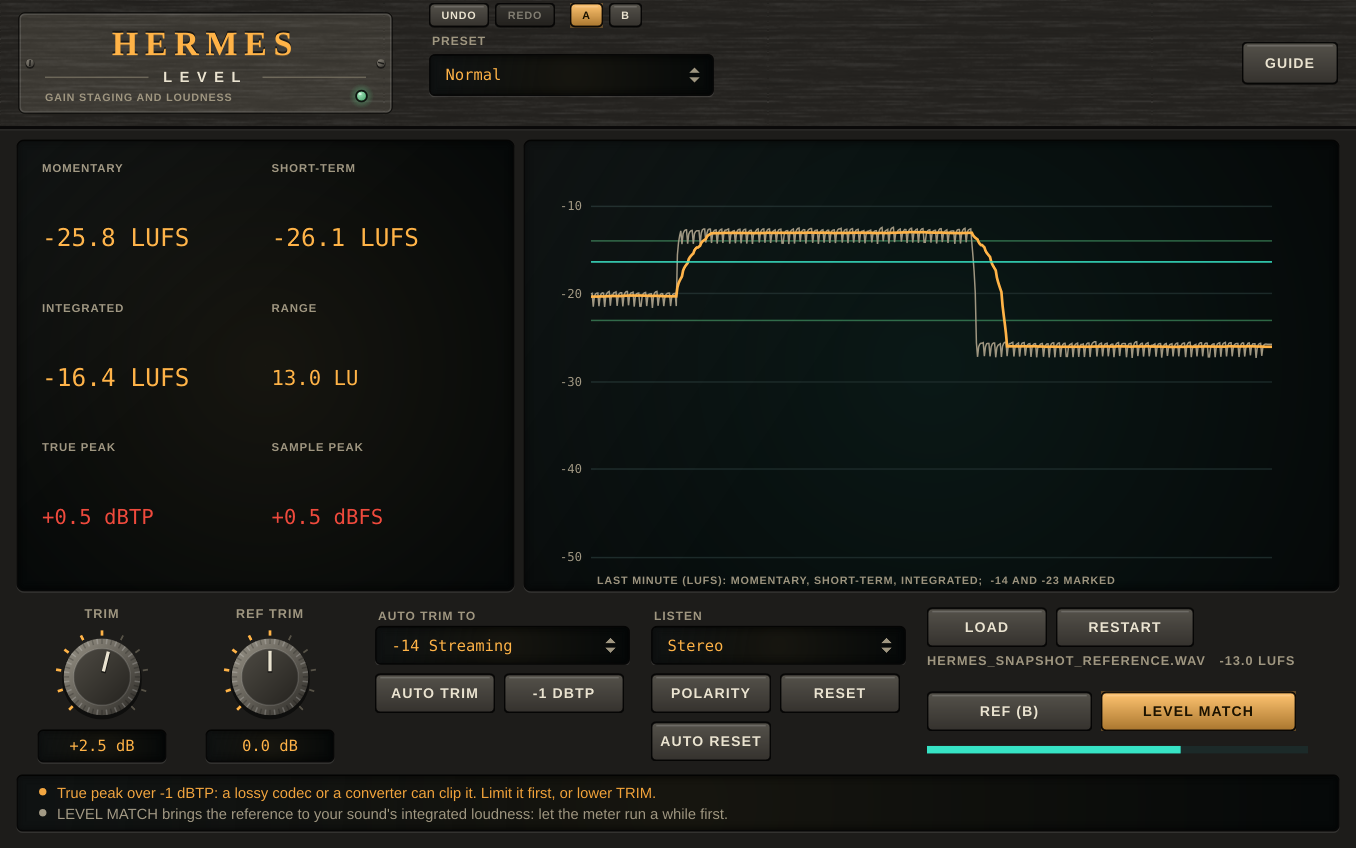 HERMES
LEVEL
GAIN STAGING AND LOUDNESS
UNDO REDO A B
PRESET
Normal
GUIDE
MOMENTARY SHORT-TERM
-25.8 LUFS -26.1 LUFS
INTEGRATED RANGE
-16.4 LUFS 13.0 LU
TRUE PEAK SAMPLE PEAK
+0.5 dBTP +0.5 dBFS
-10
-20
-30
-40
-50
LAST MINUTE (LUFS): MOMENTARY, SHORT-TERM, INTEGRATED; -14 AND -23 MARKED
TRIM REF TRIM
+2.5 dB 0.0 dB
AUTO TRIM TO
-14 Streaming
AUTO TRIM -1 DBTP
LISTEN
Stereo
POLARITY RESET
AUTO RESET
LOAD RESTART
HERMES_SNAPSHOT_REFERENCE.WAV -13.0 LUFS
REF (B) LEVEL MATCH
True peak over -1 dBTP: a lossy codec or a converter can clip it. Limit it first, or lower TRIM.
LEVEL MATCH brings the reference to your sound's integrated loudness: let the meter run a while first.